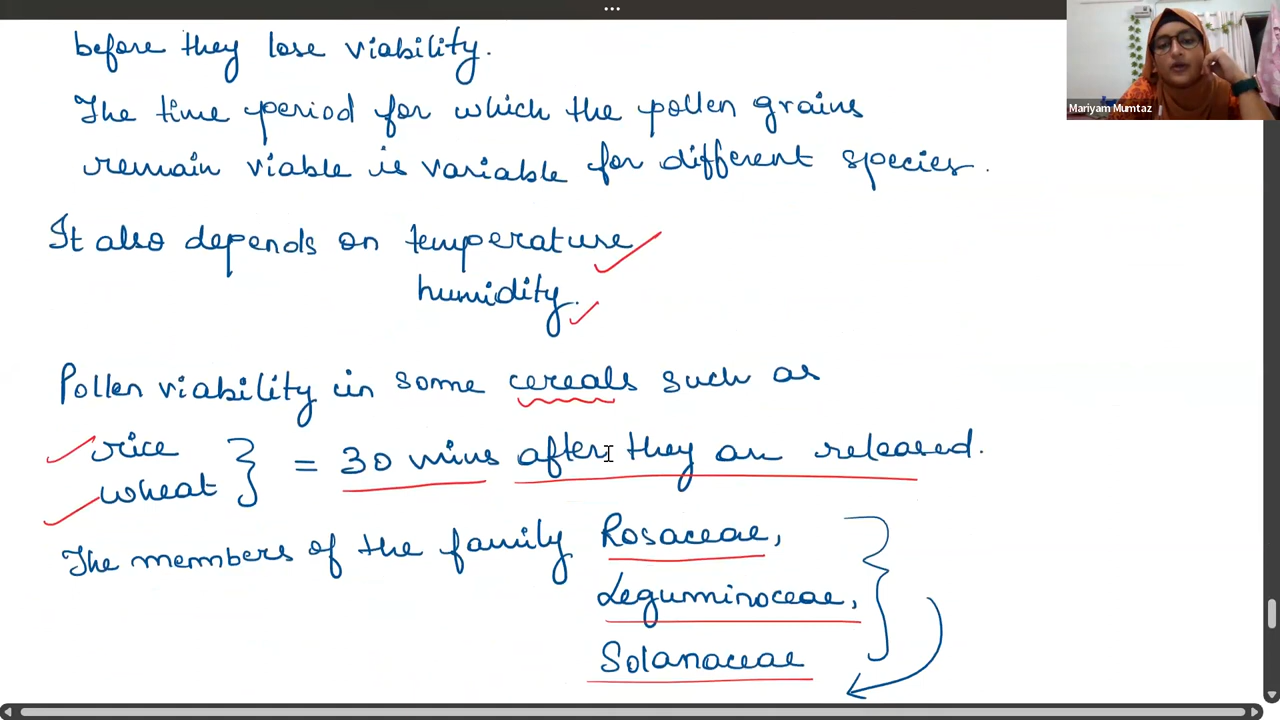 before they lose viability.
Mariyam Mumtaz
The time period for which the pollen grains
remain viable is variable for different species.
It also depends on temperature
humidity.
Pollen viability in some cereals such as
rice
wheat } = 30 mins after they are released.
The members of the family Rosaceae,
Leguminoceae,
Solanaceae